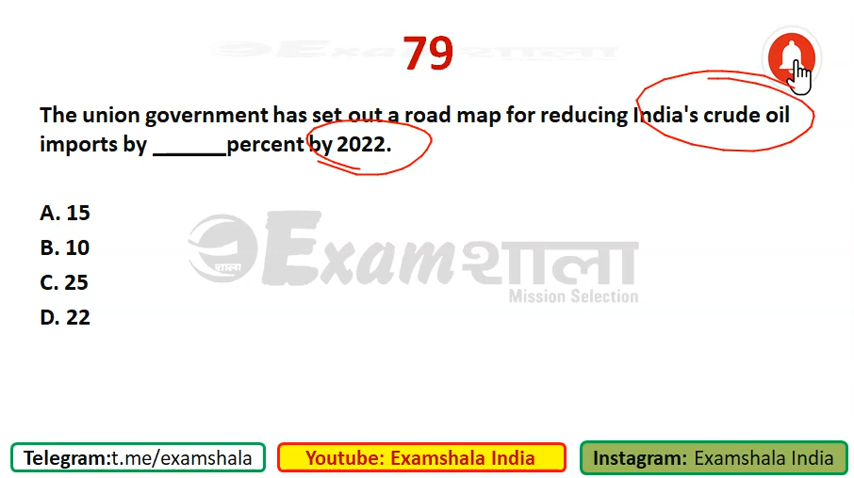 Examशाला
79
The union government has set out a road map for reducing India's crude oil
imports by ______percent by 2022.
A. 15
B. 10
C. 25
D. 22
शाला
Examशाला
Mission Selection
Telegram:t.me/examshala
Youtube: Examshala India
Instagram: Examshala India